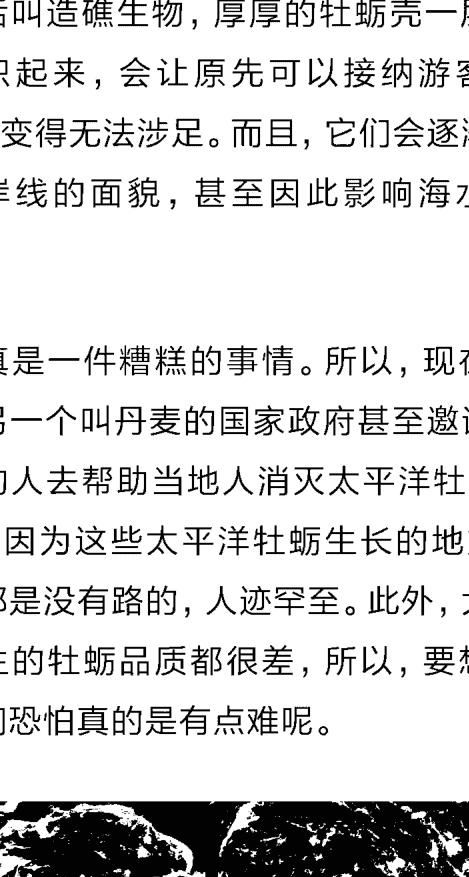 叫造礁生物，厚厚的牡蛎壳一
起来，会让原先可以接纳游客
变得无法涉足。而且，它们会逐
线的面貌，甚至因此影响海水
真是一件糟糕的事情。所以，现在
另一个叫丹麦的国家政府甚至邀
的人去帮助当地人消灭太平洋牡
因为这些太平洋牡蛎生长的地
都是没有路的，人迹罕至。此外，
的牡蛎品质都很差，所以，要想
们恐怕真的是有点难呢。